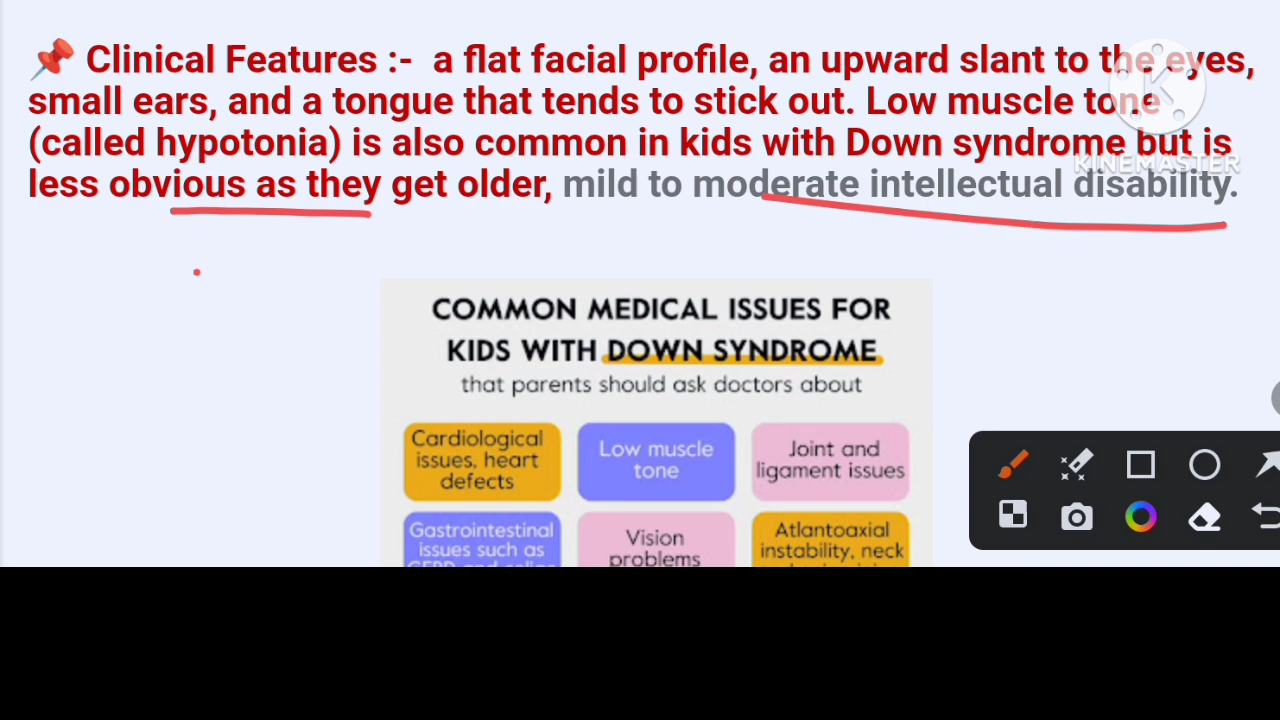 📌 Clinical Features :- a flat facial profile, an upward slant to the eyes,
small ears, and a tongue that tends to stick out. Low muscle tone
(called hypotonia) is also common in kids with Down syndrome but is
less obvious as they get older, mild to moderate intellectual disability.
KINEMASTER
COMMON MEDICAL ISSUES FOR
KIDS WITH DOWN SYNDROME
that parents should ask doctors about
Cardiological
issues, heart
defects
Low muscle
tone
Joint and
ligament issues
Gastrointestinal
issues such as
Vision
problems
Atlantoaxial
instability, neck